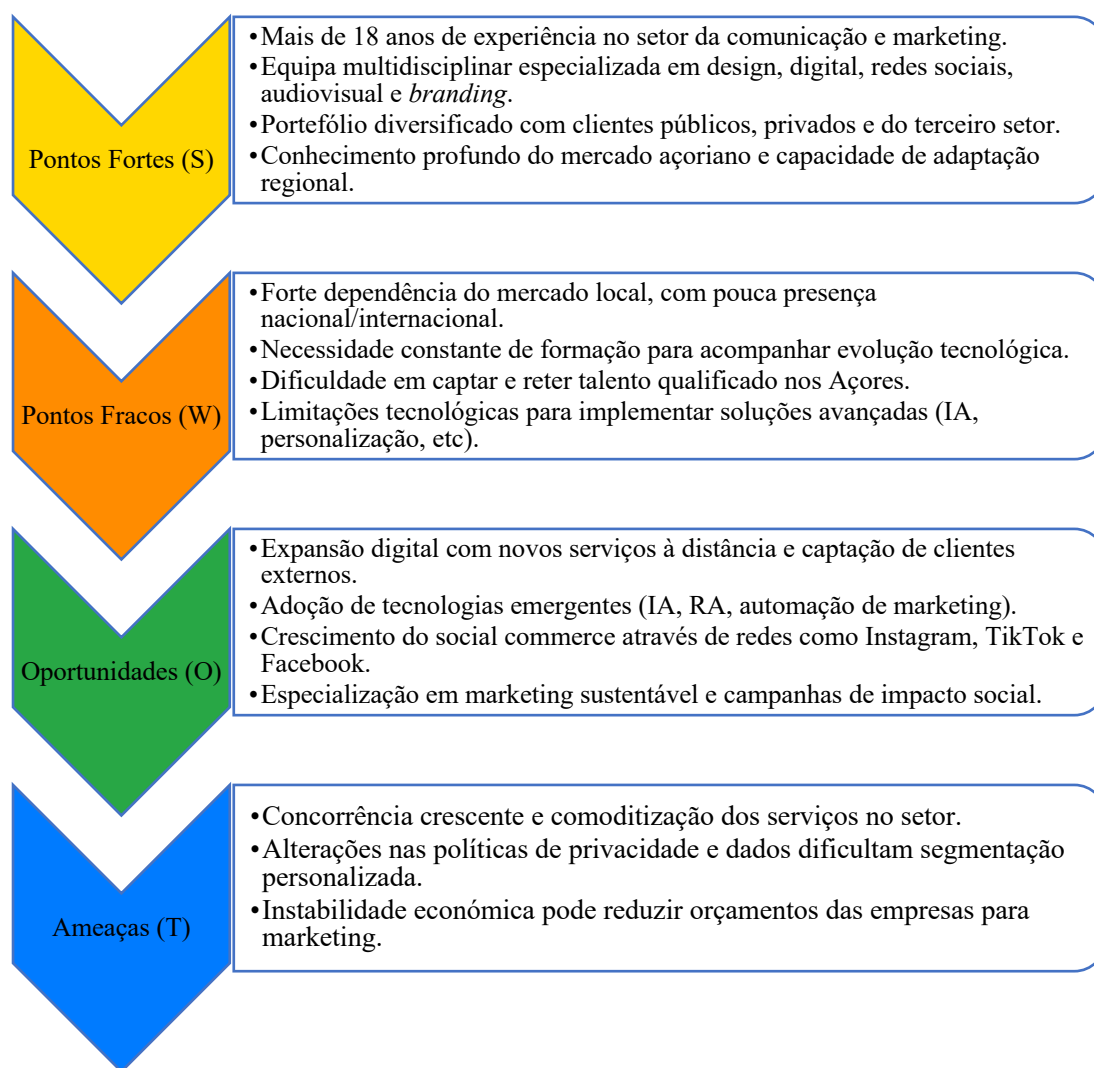 •Mais de 18 anos de experiência no setor da comunicação e marketing.
•Equipa multidisciplinar especializada em design, digital, redes sociais,
audiovisual e branding.
•Portefólio diversificado com clientes públicos, privados e do terceiro setor.
•Conhecimento profundo do mercado açoriano e capacidade de adaptação
regional.
Pontos Fortes (S)
•Forte dependência do mercado local, com pouca presença
nacional/internacional.
•Necessidade constante de formação para acompanhar evolução tecnológica.
•Dificuldade em captar e reter talento qualificado nos Açores.
•Limitações tecnológicas para implementar soluções avançadas (IA,
personalização, etc).
Pontos Fracos (W)
•Expansão digital com novos serviços à distância e captação de clientes
externos.
•Adoção de tecnologias emergentes (IA, RA, automação de marketing).
•Crescimento do social commerce através de redes como Instagram, TikTok e
Facebook.
•Especialização em marketing sustentável e campanhas de impacto social.
Oportunidades (O)
•Concorrência crescente e comoditização dos serviços no setor.
•Alterações nas políticas de privacidade e dados dificultam segmentação
personalizada.
•Instabilidade económica pode reduzir orçamentos das empresas para
marketing.
Ameaças (T)